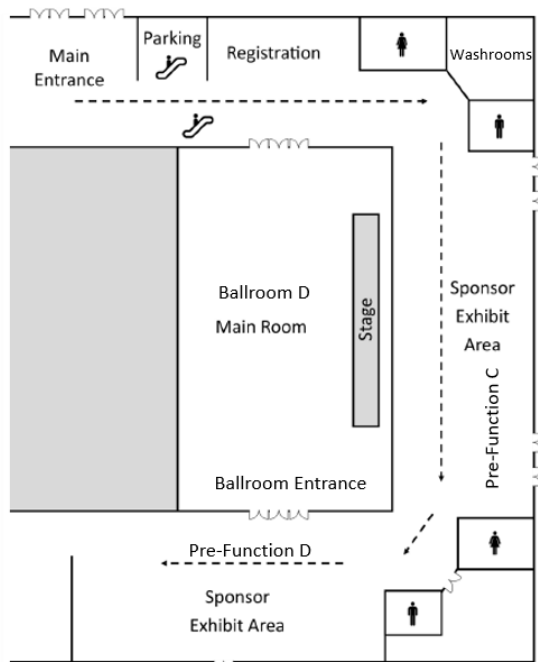 Main
Entrance
Parking
Registration
Washrooms
Ballroom D
Main Room
Stage
Sponsor
Exhibit
Area
Pre-Function C
Ballroom Entrance
Pre-Function D
Sponsor
Exhibit Area